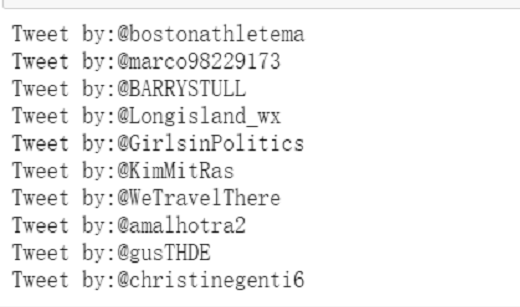 Tweet by:@bostonathletema
Tweet by:@marco98229173
Tweet by:@BARRYSTULL
Tweet by:@Longisland_wx
Tweet by:@GirlsinPolitics
Tweet by:@KimMitRas
Tweet by:@WeTravelThere
Tweet by:@amalhotra2
Tweet by:@gusTHDE
Tweet by:@christinegenti6